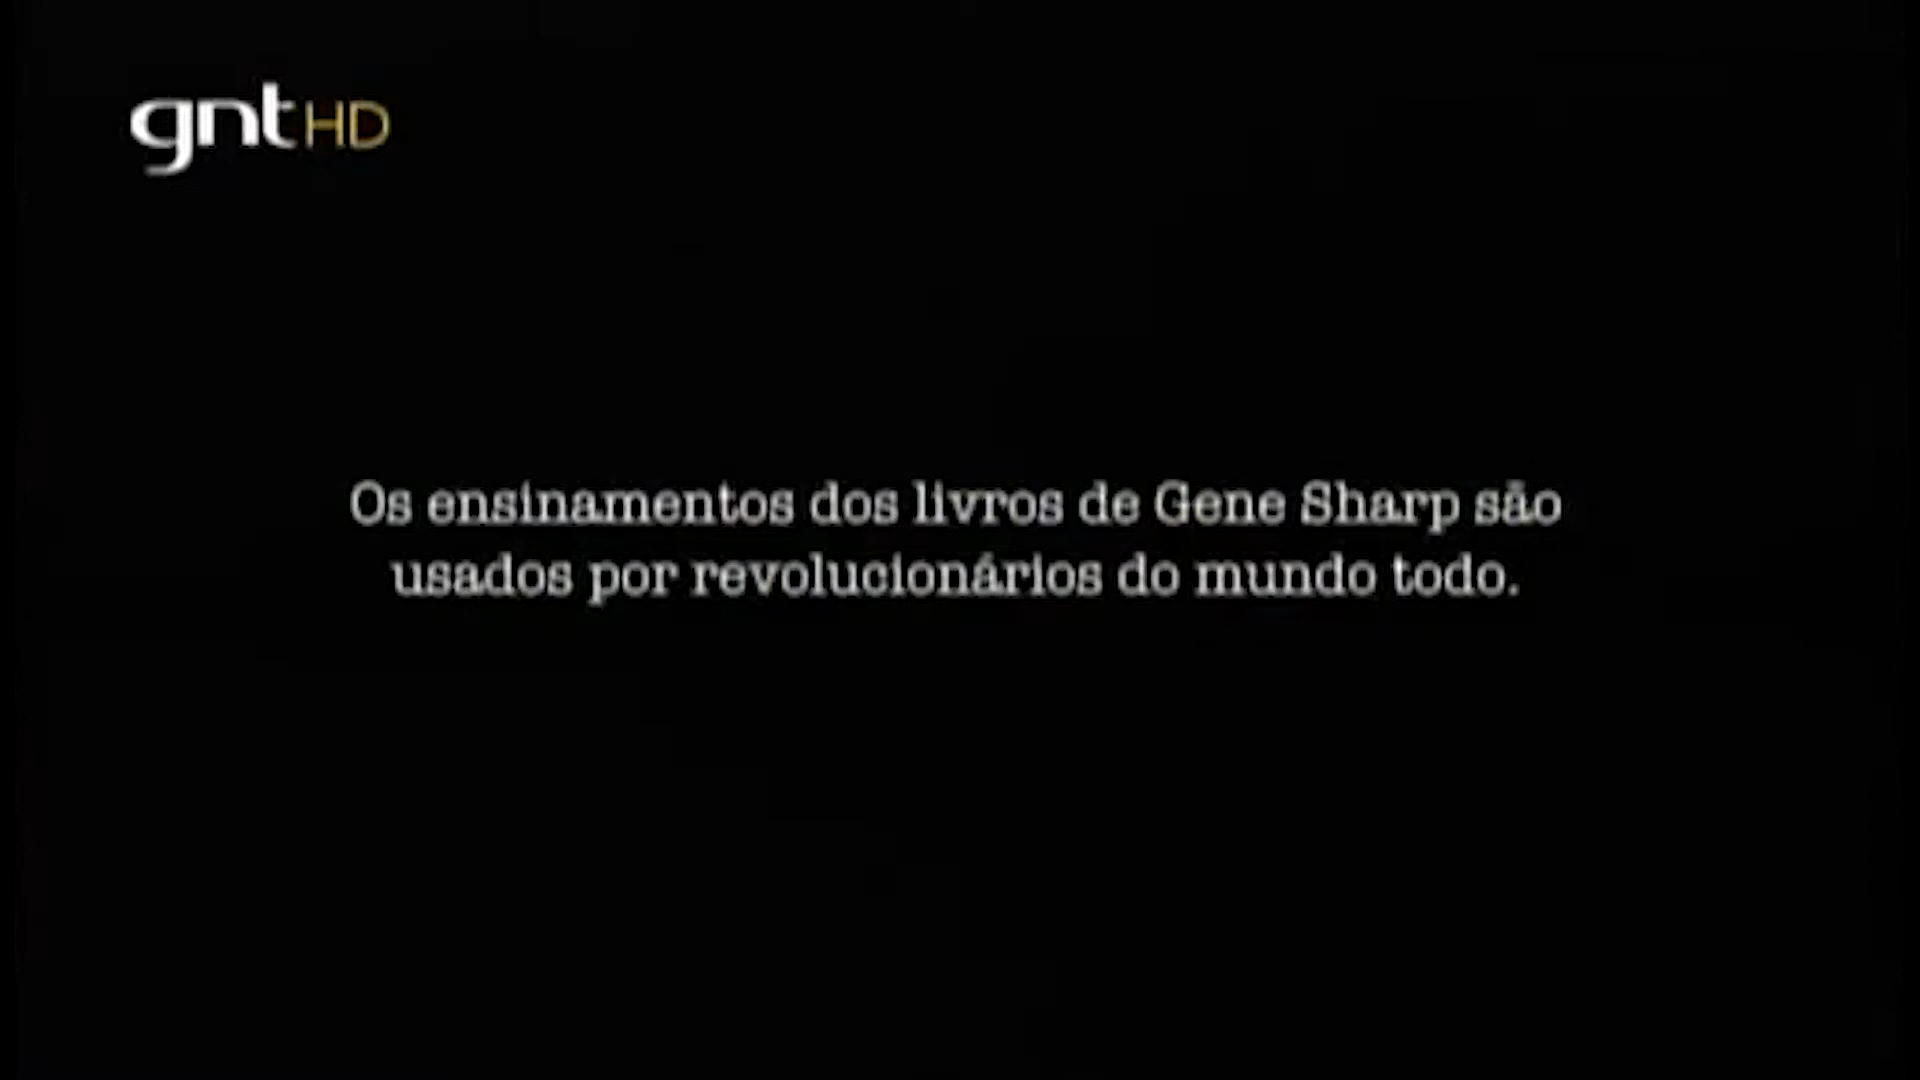 gnt HD
Os ensinamentos dos livros de Gene Sharp são
usados por revolucionários do mundo todo.